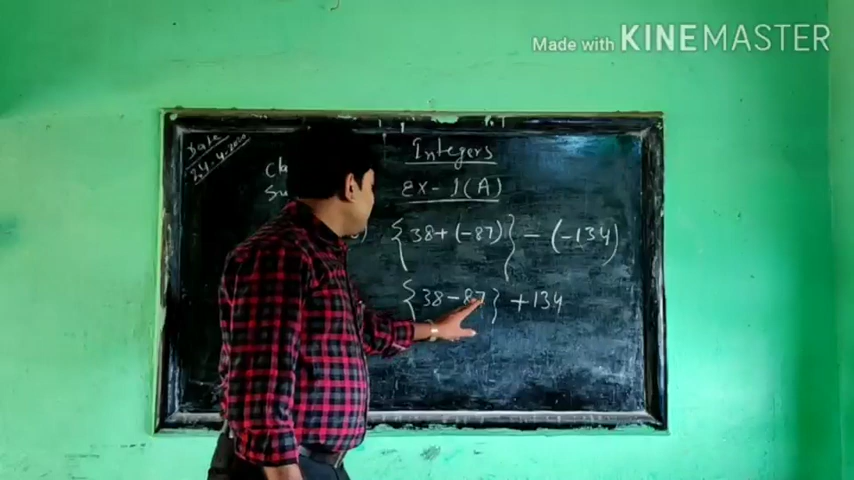 Made with KINEMASTER
Date
24-4-2020
Integers
Ex-1(A)
{38+(-87)} - (-134)
{38-87} +134